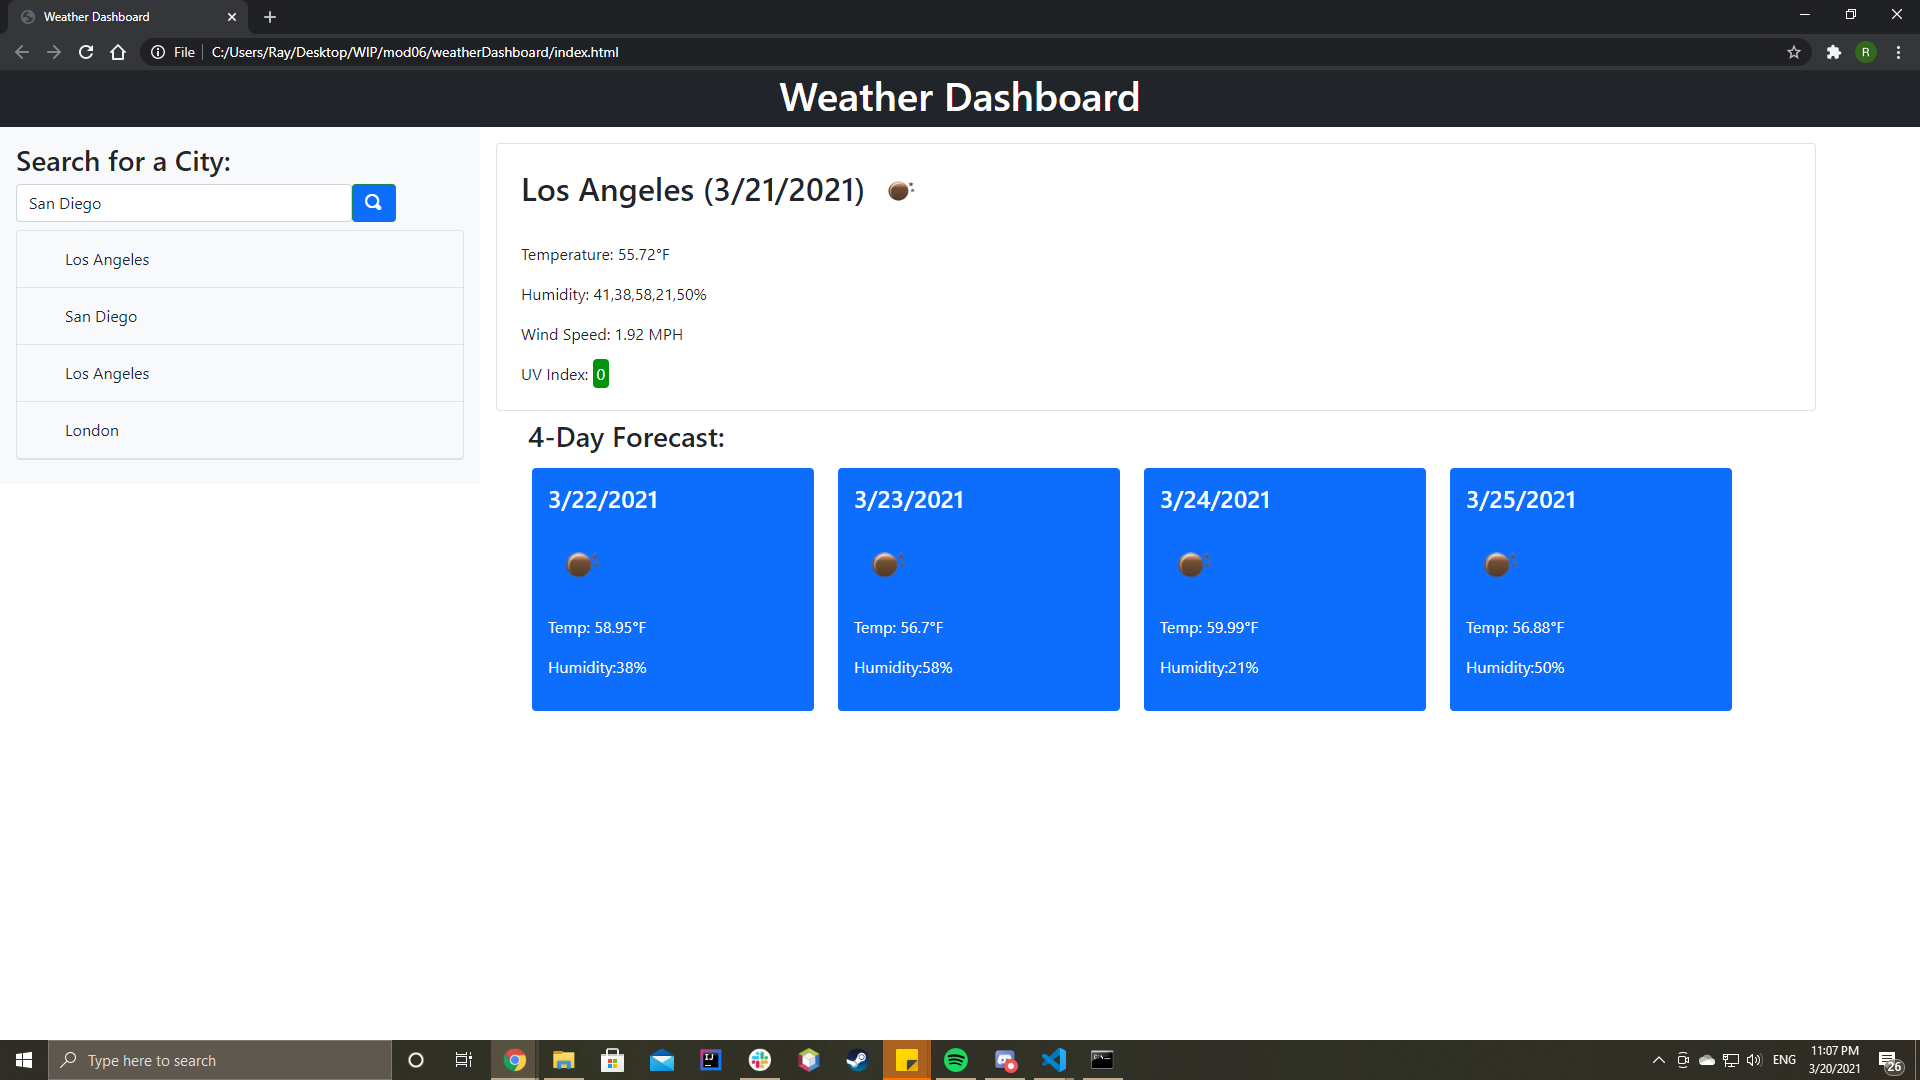 Weather Dashboard
File C:/Users/Ray/Desktop/WIP/mod06/weatherDashboard/index.html R
Weather Dashboard
Search for a City:
San Diego
Los Angeles
San Diego
Los Angeles
London
Los Angeles (3/21/2021)
Temperature: 55.72°F
Humidity: 41,38,58,21,50%
Wind Speed: 1.92 MPH
UV Index: 0
4-Day Forecast:
3/22/2021
Temp: 58.95°F
Humidity:38%
3/23/2021
Temp: 56.7°F
Humidity:58%
3/24/2021
Temp: 59.99°F
Humidity:21%
3/25/2021
Temp: 56.88°F
Humidity:50%
Type here to search
IJ
ENG
11:07 PM
3/20/2021
26